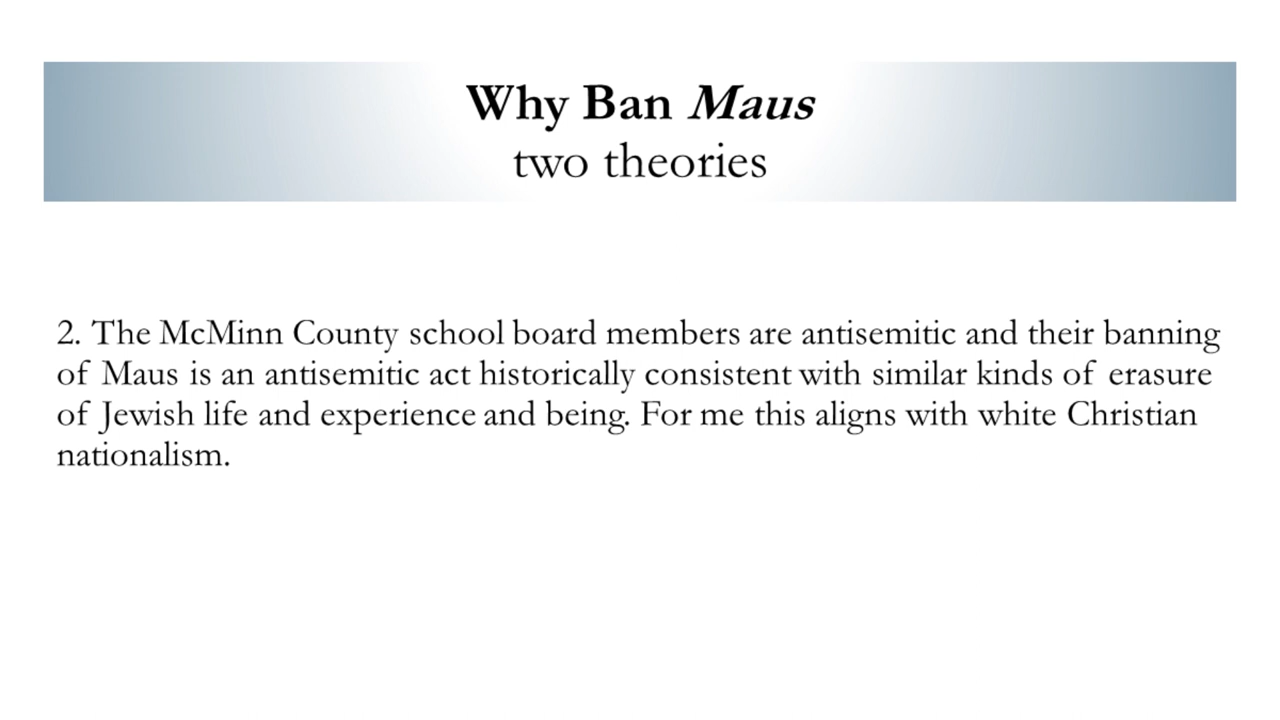 Why Ban Maus
two theories
2. The McMinn County school board members are antisemitic and their banning
of Maus is an antisemitic act historically consistent with similar kinds of erasure
of Jewish life and experience and being. For me this aligns with white Christian
nationalism.